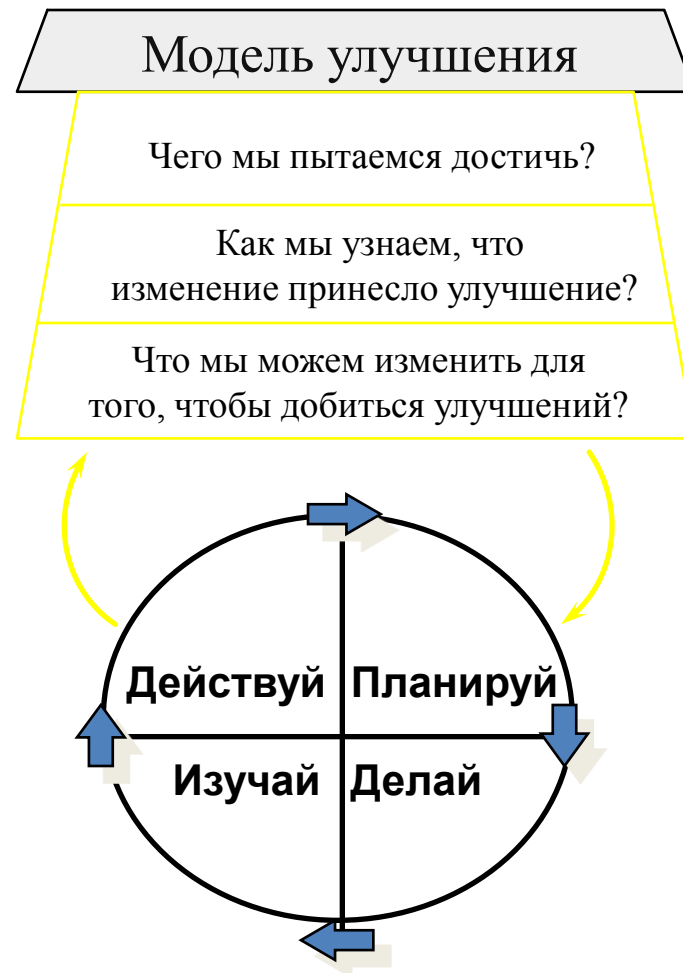 Модель улучшения
Чего мы пытаемся достичь?
Как мы узнаем, что
изменение принесло улучшение?
Что мы можем изменить для
того, чтобы добиться улучшений?
Действуй
Планируй
Изучай
Делай